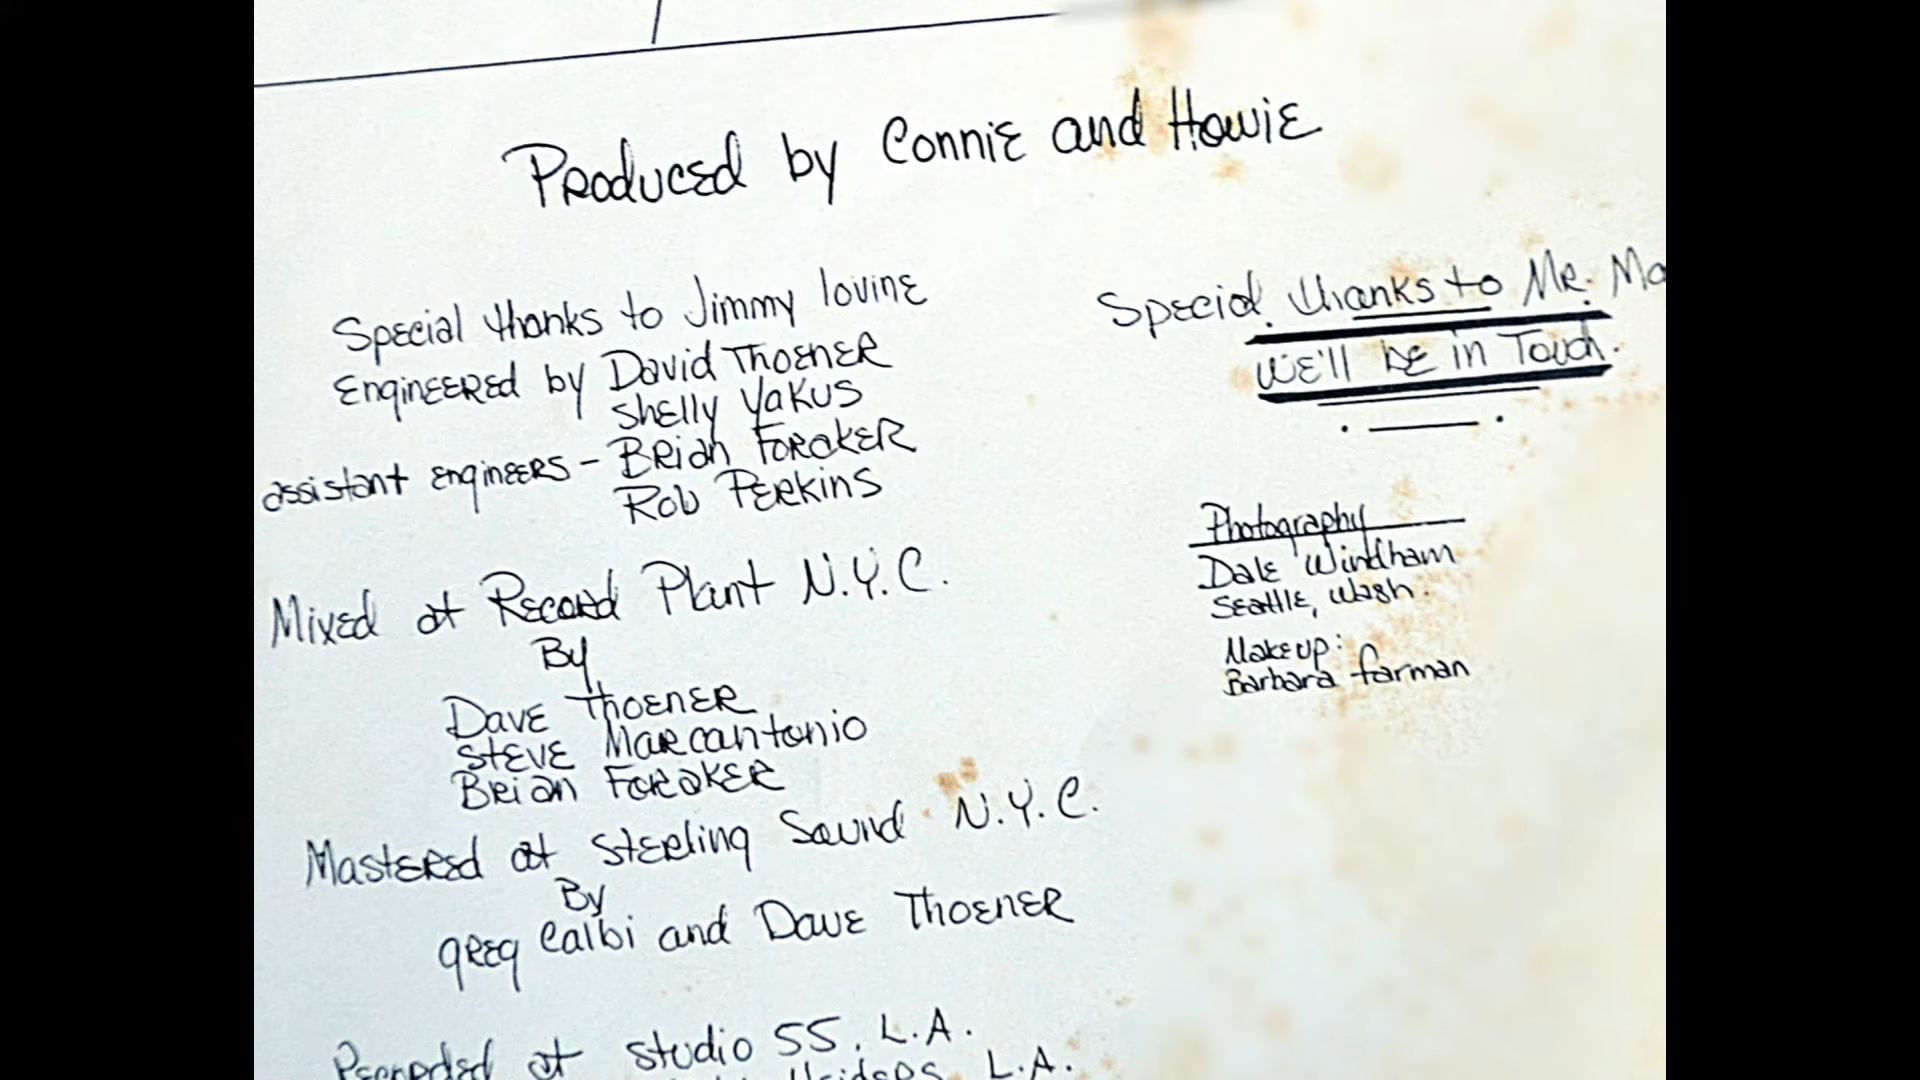 Produced by Connie and Howie
Special thanks to Jimmy Iovine
Engineered by David Thoener
Shelly Yakus
assistant engineers - Brian Foraker
Rob Perkins
Mixed at Record Plant N.Y.C.
By
Dave Thoener
Steve Marcantonio
Brian Foraker
Mastered at Sterling Sound N.Y.C.
By
Greg Calbi and Dave Thoener
Recorded at Studio 55, L.A.
L.A.
Special thanks to Mr. Ma
We'll be in Touch.
Photography
Dale Windham
Seattle, Wash.
Makeup:
Barbara Farman